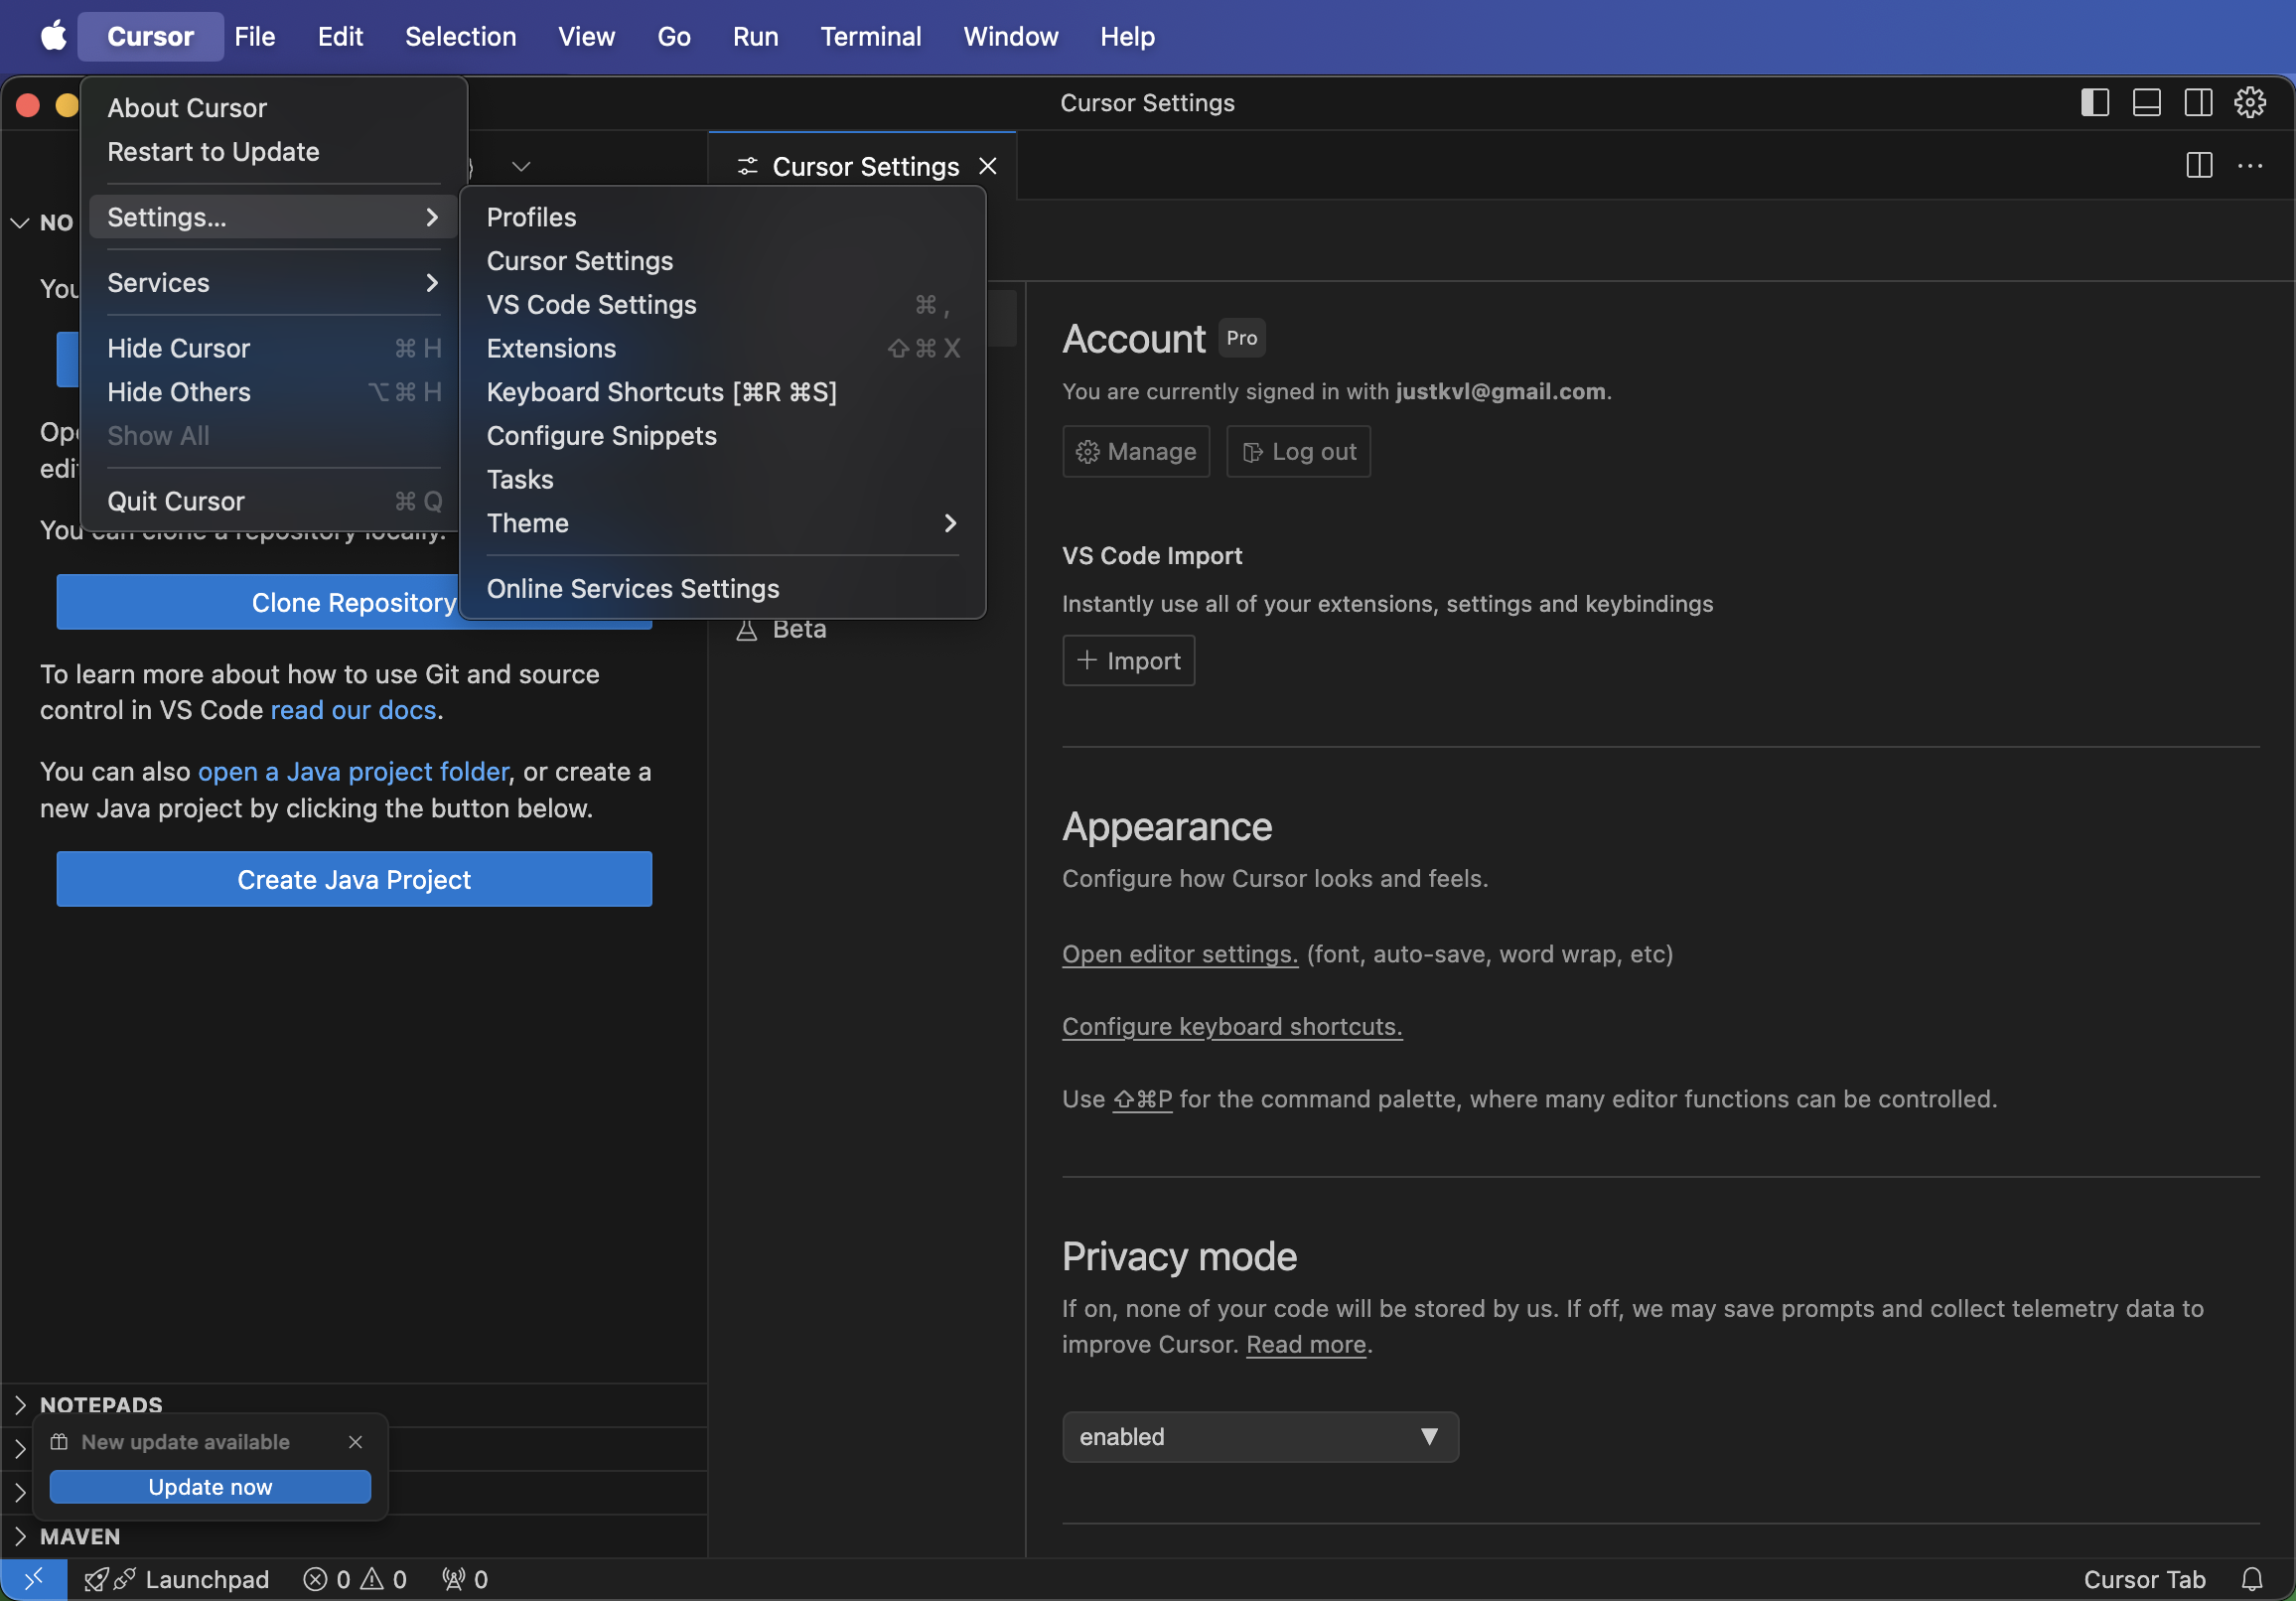 Cursor File Edit Selection View Go Run Terminal Window Help
Cursor Settings
About Cursor
Restart to Update
Settings...
Services
Hide Cursor ⌘ H
Hide Others ⌥ ⌘ H
Show All
Quit Cursor ⌘ Q
Profiles
Cursor Settings
VS Code Settings ⌘ ,
Extensions ⇧ ⌘ X
Keyboard Shortcuts [⌘R ⌘S]
Configure Snippets
Tasks
Theme
Online Services Settings
NO
You
Ope
edi
You can clone a repository locally.
Clone Repository
To learn more about how to use Git and source
control in VS Code read our docs.
You can also open a Java project folder, or create a
new Java project by clicking the button below.
Create Java Project
NOTEPADS
New update available
Update now
MAVEN
Cursor Settings
Beta
Account Pro
You are currently signed in with justkvl@gmail.com.
Manage Log out
VS Code Import
Instantly use all of your extensions, settings and keybindings
Import
Appearance
Configure how Cursor looks and feels.
Open editor settings. (font, auto-save, word wrap, etc)
Configure keyboard shortcuts.
Use ⇧⌘P for the command palette, where many editor functions can be controlled.
Privacy mode
If on, none of your code will be stored by us. If off, we may save prompts and collect telemetry data to
improve Cursor. Read more.
enabled
Launchpad 0 0 0 Cursor Tab